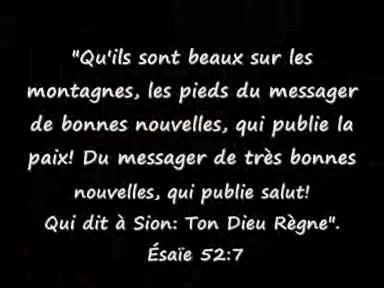 "Qu'ils sont beaux sur les
montagnes, les pieds du messager
de bonnes nouvelles, qui publie la
paix! Du messager de très bonnes
nouvelles, qui publie salut!
Qui dit à Sion: Ton Dieu Règne".
Ésaïe 52:7